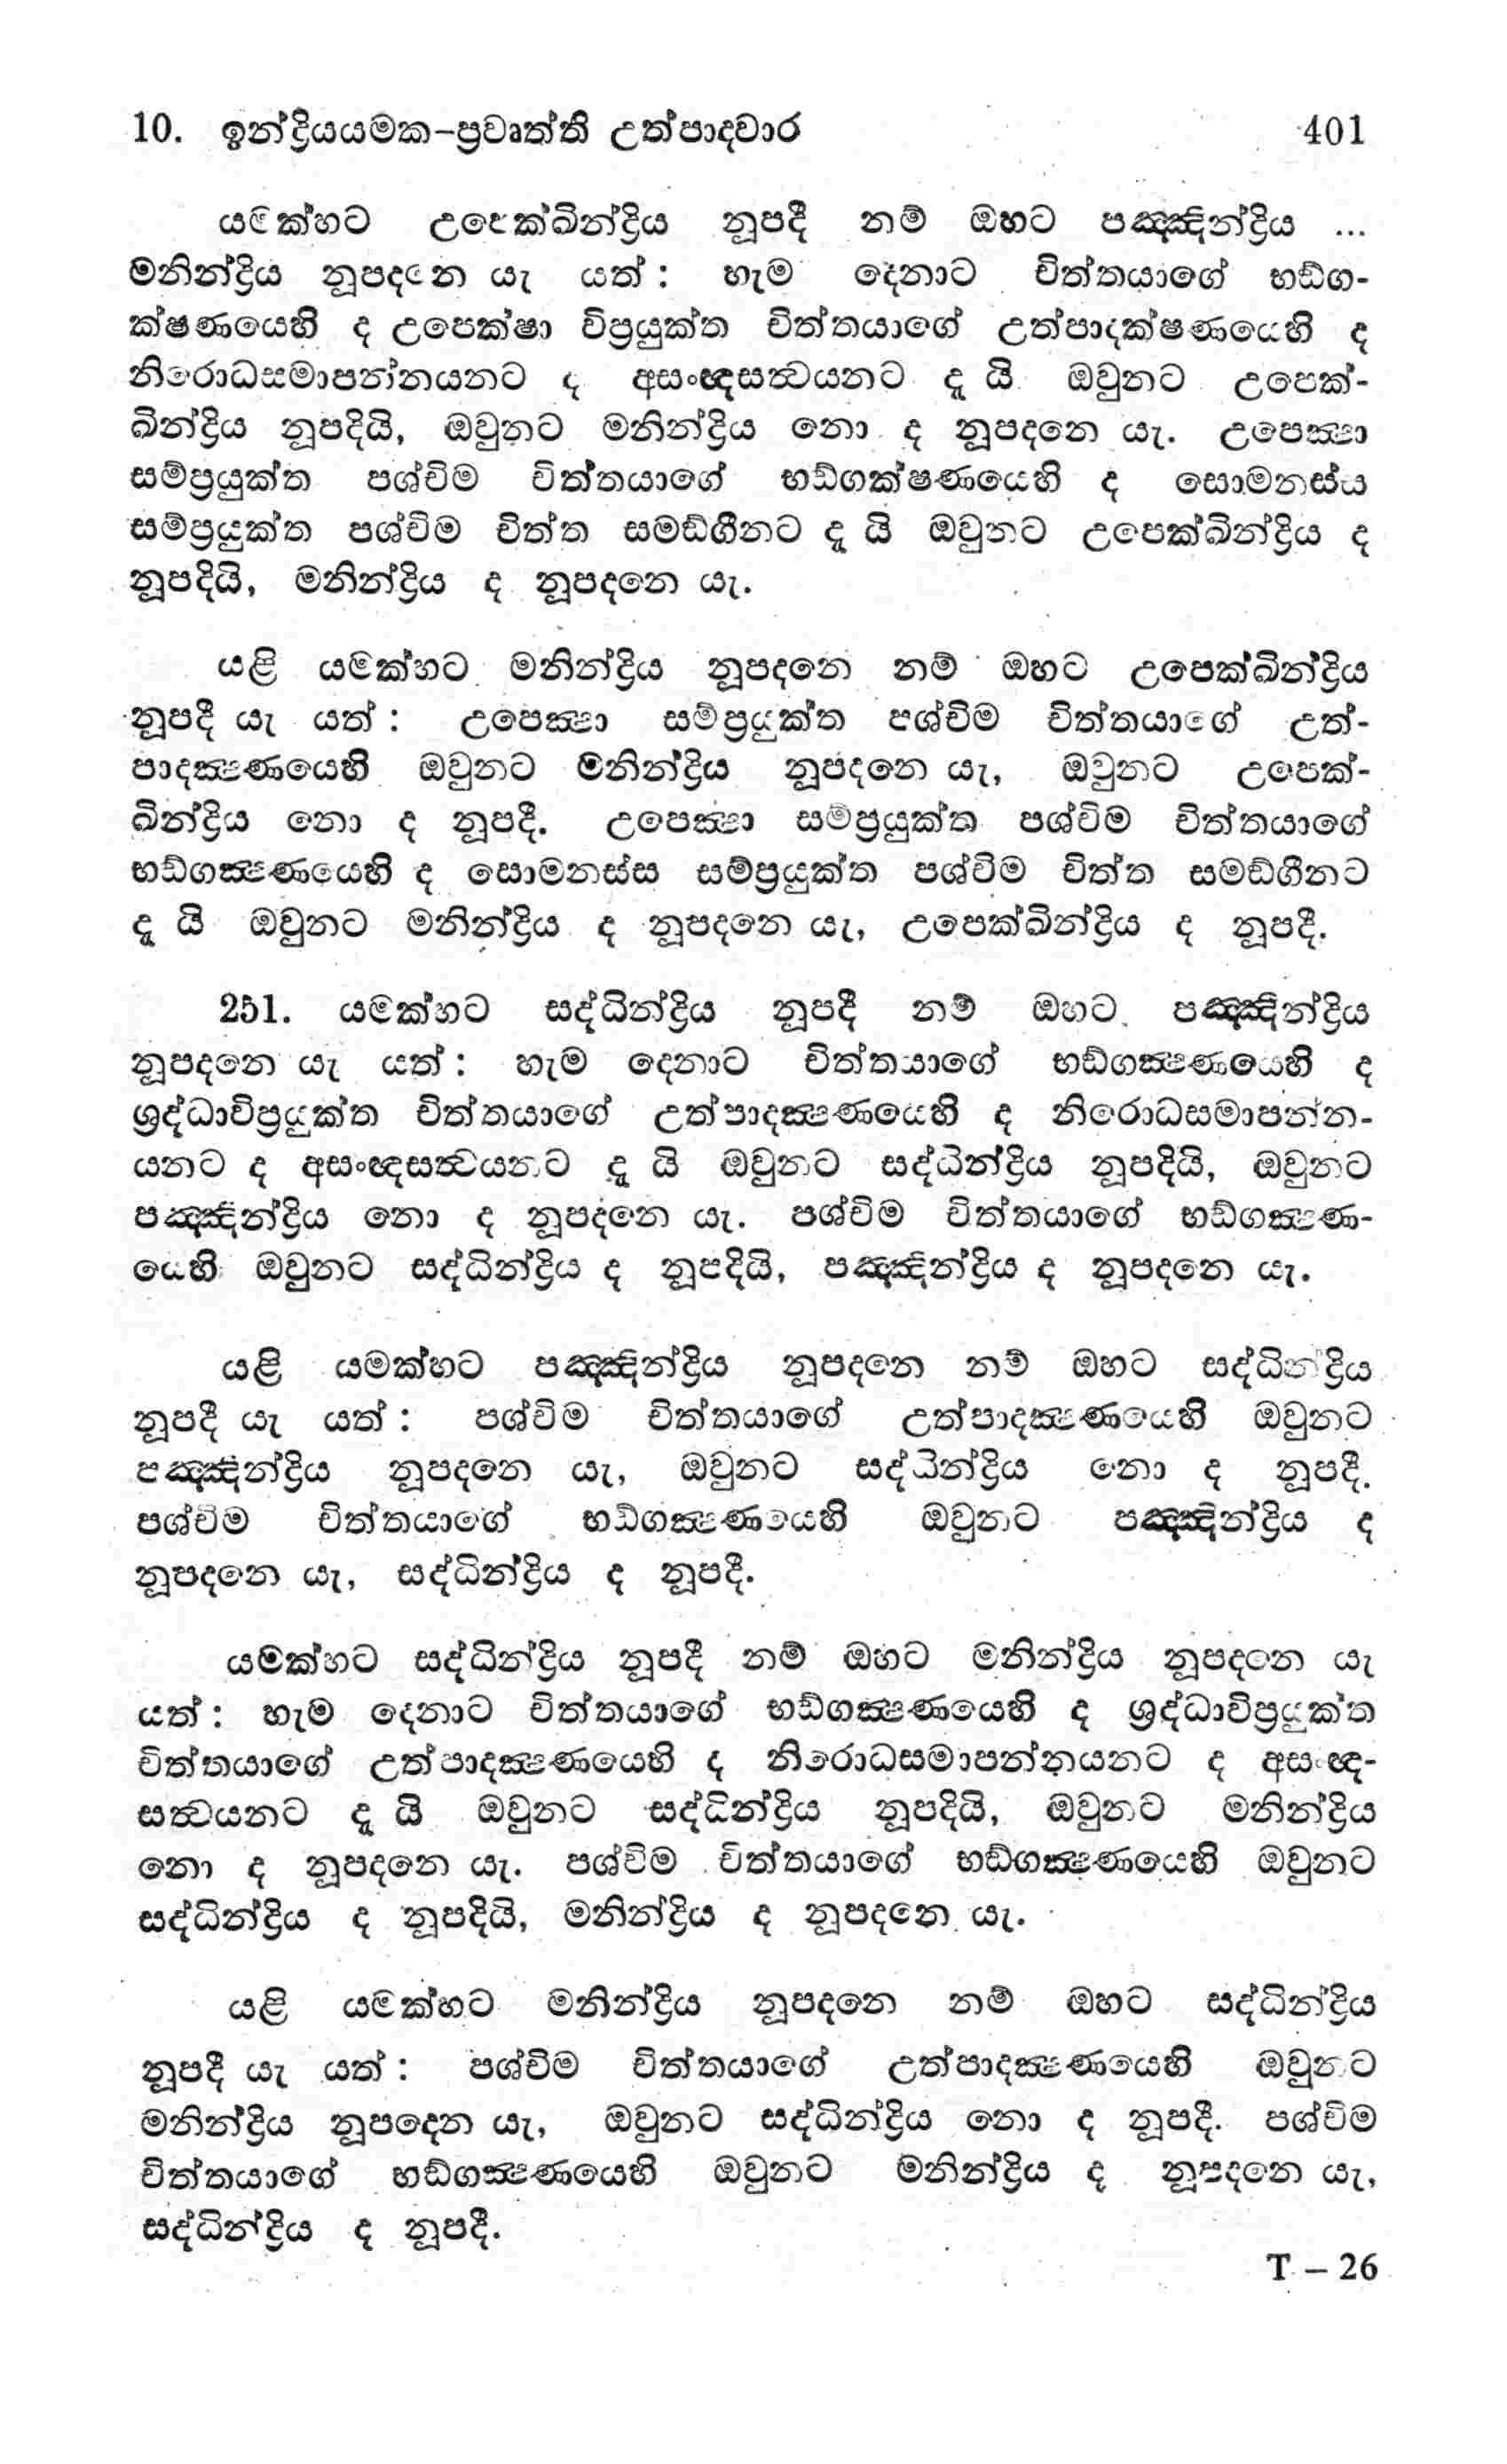 10. ඉන්ද්‍රියයමක-ප්‍රවෘත්ති උත්පාදවාර 401
යමක්හට උපෙක්ඛින්ද්‍රිය නූපදී නම් ඔහට පඤ්ඤින්ද්‍රිය ...
මනින්ද්‍රිය නූපදනෙ යැ යත් : හැම දෙනාට චිත්තයාගේ භඞ්ග-
ක්ෂණයෙහි ද උපෙක්ෂා විප්‍රයුක්ත චිත්තයාගේ උත්පාදක්ෂණයෙහි ද
නිරොධසමාපන්නයනට ද අසංඥසත්‍වයනට දූ යි ඔවුනට උපෙක්-
ඛින්ද්‍රිය නූපදියි, ඔවුනට මනින්ද්‍රිය නො ද නූපදනෙ යැ. උපෙක්‍ෂා
සම්ප්‍රයුක්ත පශ්චිම චිත්තයාගේ භඞ්ගක්ෂණයෙහි ද සොමනස්ය
සම්ප්‍රයුක්ත පශ්චිම චිත්ත සමඞ්ගීනට දූ යි ඔවුනට උපෙක්ඛින්ද්‍රිය ද
නූපදියි, මනින්ද්‍රිය ද නූපදනෙ යැ.
යළි යමක්හට මනින්ද්‍රිය නූපදනෙ නම් ඔහට උපෙක්ඛින්ද්‍රිය
නූපදී යැ යත් : උපෙක්‍ෂා සම්ප්‍රයුක්ත පශ්චිම චිත්තයාගේ උත්-
පාදක්‍ෂණයෙහි ඔවුනට මනින්ද්‍රිය නූපදනෙ යැ, ඔවුනට උපෙක්-
ඛින්ද්‍රිය නො ද නූපදී. උපෙක්‍ෂා සම්ප්‍රයුක්ත පශ්චිම චිත්තයාගේ
භඞ්ගක්‍ෂණයෙහි ද සොමනස්ස සම්ප්‍රයුක්ත පශ්චිම චිත්ත සමඞ්ගීනට
දූ යි ඔවුනට මනින්ද්‍රිය ද නූපදනෙ යැ, උපෙක්ඛින්ද්‍රිය ද නූපදී.
251. යමක්හට සද්ධින්ද්‍රිය නූපදී නම් ඔහට පඤ්ඤින්ද්‍රිය
නූපදනෙ යැ යත් : හැම දෙනාට චිත්තයාගේ භඞ්ගක්‍ෂණයෙහි ද
ශ්‍රද්ධාවිප්‍රයුක්ත චිත්තයාගේ උත්පාදක්‍ෂණයෙහි ද නිරොධසමාපන්න-
යනට ද අසංඥසත්‍වයනට දූ යි ඔවුනට සද්ධින්ද්‍රිය නූපදියි, ඔවුනට
පඤ්ඤින්ද්‍රිය නො ද නූපදනෙ යැ. පශ්චිම චිත්තයාගේ භඞ්ගක්‍ෂණ-
යෙහි ඔවුනට සද්ධින්ද්‍රිය ද නූපදියි, පඤ්ඤින්ද්‍රිය ද නූපදනෙ යැ.
යළි යමක්හට පඤ්ඤින්ද්‍රිය නූපදනෙ නම් ඔහට සද්ධින්ද්‍රිය
නූපදී යැ යත් : පශ්චිම චිත්තයාගේ උත්පාදක්‍ෂණයෙහි ඔවුනට
පඤ්ඤින්ද්‍රිය නූපදනෙ යැ, ඔවුනට සද්ධින්ද්‍රිය නො ද නූපදී.
පශ්චිම චිත්තයාගේ භඞ්ගක්‍ෂණයෙහි ඔවුනට පඤ්ඤින්ද්‍රිය ද
නූපදනෙ යැ, සද්ධින්ද්‍රිය ද නූපදී.
යමක්හට සද්ධින්ද්‍රිය නූපදී නම් ඔහට මනින්ද්‍රිය නූපදනෙ යැ
යත් : හැම දෙනාට චිත්තයාගේ භඞ්ගක්‍ෂණයෙහි ද ශ්‍රද්ධාවිප්‍රයුක්ත
චිත්තයාගේ උත්පාදක්‍ෂණයෙහි ද නිරොධසමාපන්නයනට ද අසංඥ-
සත්‍වයනට දූ යි ඔවුනට සද්ධින්ද්‍රිය නූපදියි, ඔවුනට මනින්ද්‍රිය
නො ද නූපදනෙ යැ. පශ්චිම චිත්තයාගේ භඞ්ගක්‍ෂණයෙහි ඔවුනට
සද්ධින්ද්‍රිය ද නූපදියි, මනින්ද්‍රිය ද නූපදනෙ යැ.
යළි යමක්හට මනින්ද්‍රිය නූපදනෙ නම් ඔහට සද්ධින්ද්‍රිය
නූපදී යැ යත් : පශ්චිම චිත්තයාගේ උත්පාදක්‍ෂණයෙහි ඔවුනට
මනින්ද්‍රිය නූපදෙන යැ, ඔවුනට සද්ධින්ද්‍රිය නො ද නූපදී. පශ්චිම
චිත්තයාගේ භඞ්ගක්‍ෂණයෙහි ඔවුනට මනින්ද්‍රිය ද නූපදනෙ යැ,
සද්ධින්ද්‍රිය ද නූපදී.
T – 26